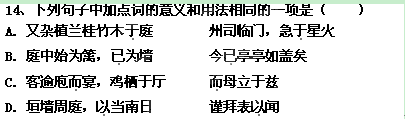 14、下列句子中加点词的意义和用法相同的一项是（　　）
A. 又杂植兰桂竹木于庭　　州司临门，急于星火
B. 庭中始为篱，已为墙　　今已亭亭如盖矣
C. 客逾庖而宴，鸡栖于厅　　而母立于兹
D. 垣墙周庭，以当南日　　谨拜表以闻